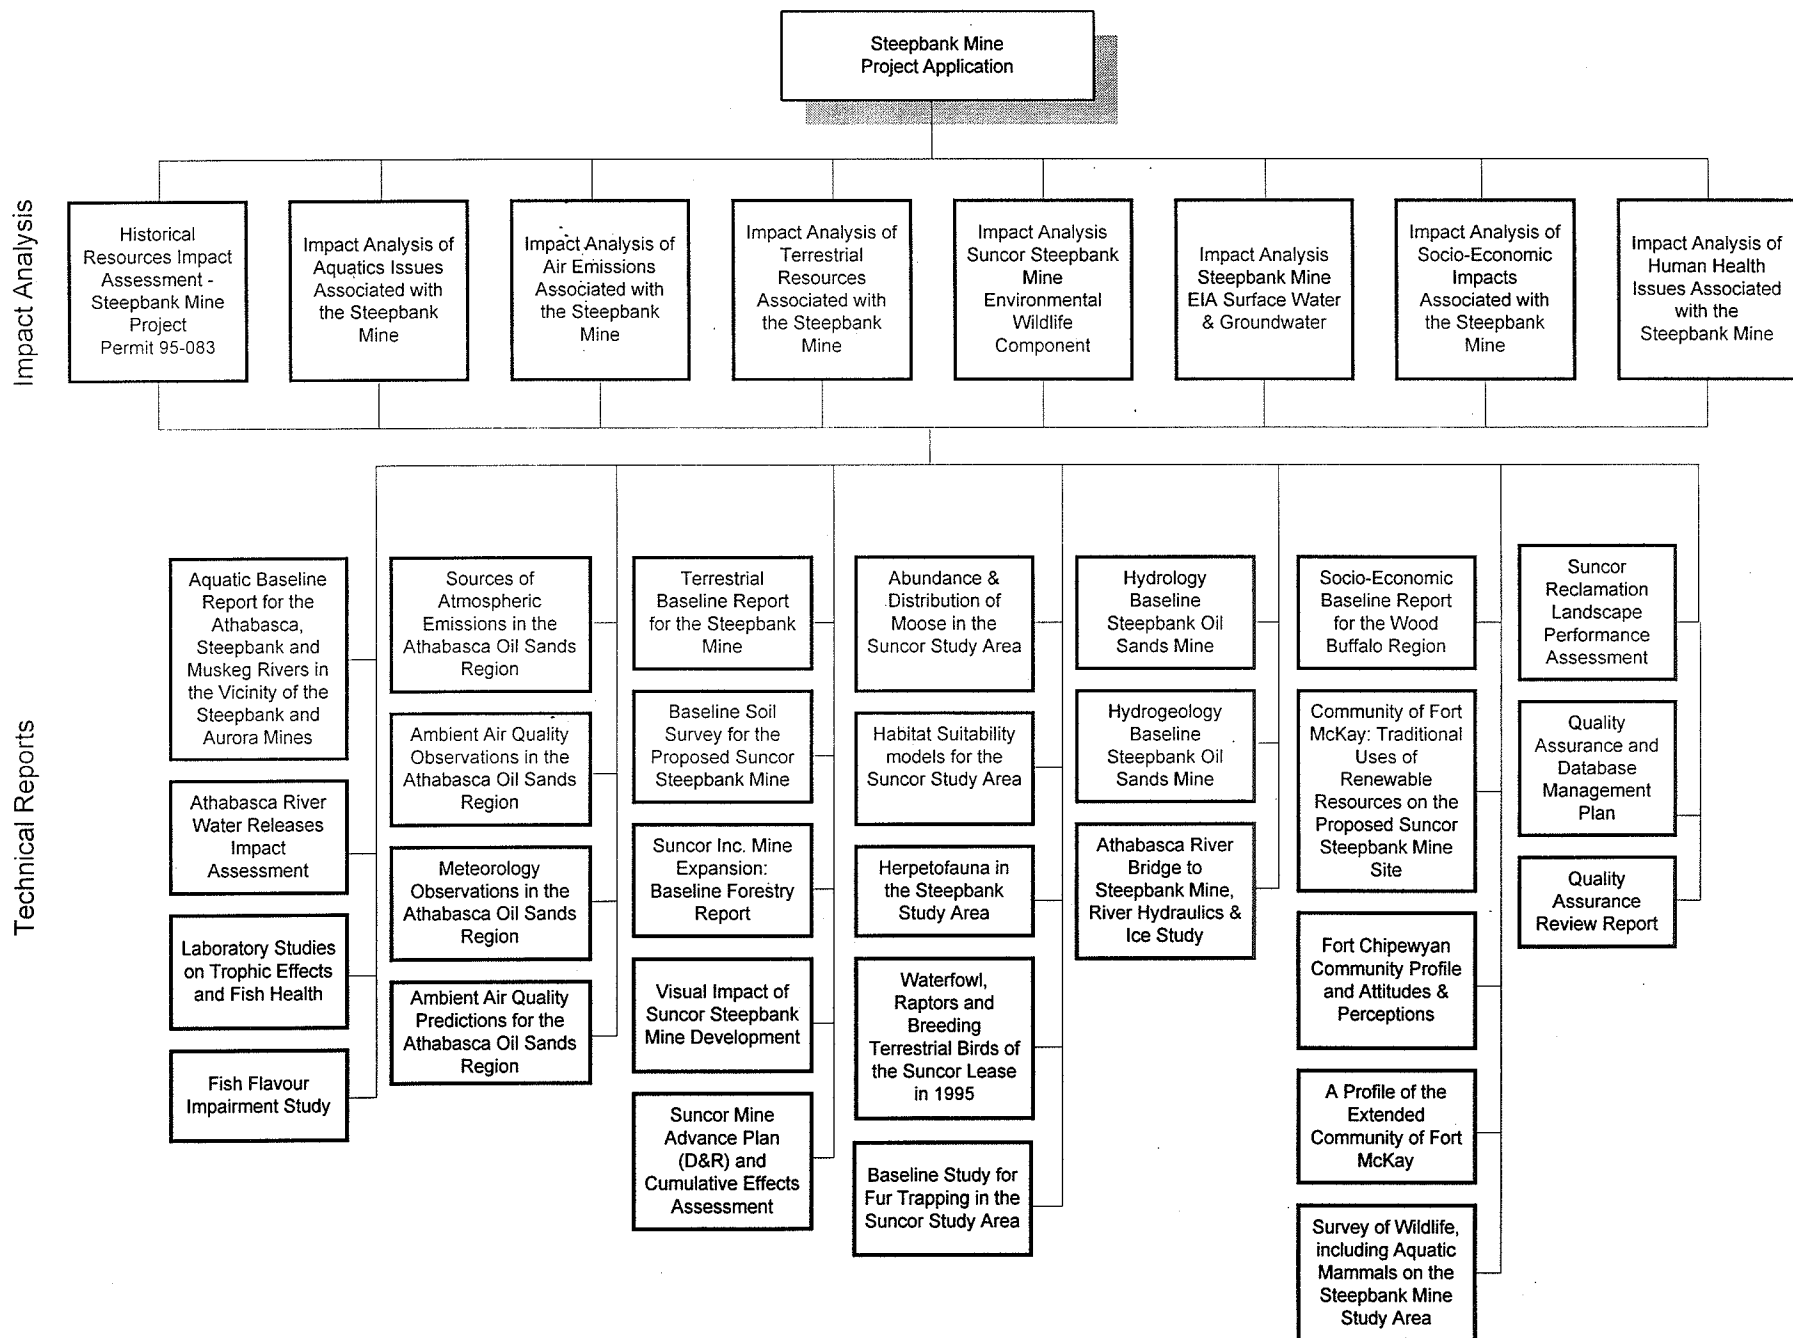 Steepbank Mine
Project Application
Impact Analysis
Historical
Resources Impact
Assessment -
Steepbank Mine
Project
Permit 95-083
Impact Analysis of
Aquatics Issues
Associated with
the Steepbank
Mine
Impact Analysis of
Air Emissions
Associated with
the Steepbank
Mine
Impact Analysis of
Terrestrial
Resources
Associated with
the Steepbank
Mine
Impact Analysis
Suncor Steepbank
Mine
Environmental
Wildlife
Component
Impact Analysis
Steepbank Mine
EIA Surface Water
& Groundwater
Impact Analysis of
Socio-Economic
Impacts
Associated with
the Steepbank
Mine
Impact Analysis of
Human Health
Issues Associated
with the
Steepbank Mine
Technical Reports
Aquatic Baseline
Report for the
Athabasca,
Steepbank and
Muskeg Rivers in
the Vicinity of the
Steepbank and
Aurora Mines
Athabasca River
Water Releases
Impact
Assessment
Laboratory Studies
on Trophic Effects
and Fish Health
Fish Flavour
Impairment Study
Sources of
Atmospheric
Emissions in the
Athabasca Oil Sands
Region
Ambient Air Quality
Observations in the
Athabasca Oil Sands
Region
Meteorology
Observations in the
Athabasca Oil Sands
Region
Ambient Air Quality
Predictions for the
Athabasca Oil Sands
Region
Terrestrial
Baseline Report
for the Steepbank
Mine
Baseline Soil
Survey for the
Proposed Suncor
Steepbank Mine
Suncor Inc. Mine
Expansion:
Baseline Forestry
Report
Visual Impact of
Suncor Steepbank
Mine Development
Suncor Mine
Advance Plan
(D&R) and
Cumulative Effects
Assessment
Abundance &
Distribution of
Moose in the
Suncor Study Area
Habitat Suitability
models for the
Suncor Study Area
Herpetofauna in
the Steepbank
Study Area
Waterfowl,
Raptors and
Breeding
Terrestrial Birds of
the Suncor Lease
in 1995
Baseline Study for
Fur Trapping in the
Suncor Study Area
Hydrology
Baseline
Steepbank Oil
Sands Mine
Hydrogeology
Baseline
Steepbank Oil
Sands Mine
Athabasca River
Bridge to
Steepbank Mine,
River Hydraulics &
Ice Study
Socio-Economic
Baseline Report
for the Wood
Buffalo Region
Community of Fort
McKay: Traditional
Uses of
Renewable
Resources on the
Proposed Suncor
Steepbank Mine
Site
Fort Chipewyan
Community Profile
and Attitudes &
Perceptions
A Profile of the
Extended
Community of Fort
McKay
Survey of Wildlife,
including Aquatic
Mammals on the
Steepbank Mine
Study Area
Suncor
Reclamation
Landscape
Performance
Assessment
Quality
Assurance and
Database
Management
Plan
Quality
Assurance
Review Report